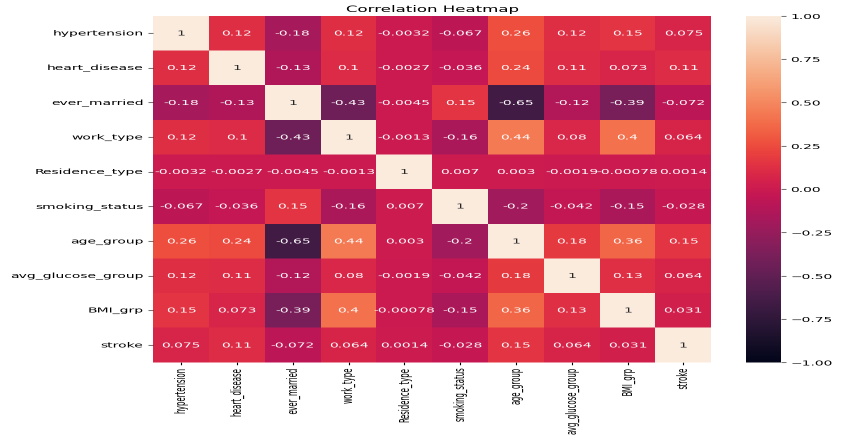 Correlation Heatmap
hypertension 1 0.12 -0.18 0.12 -0.0032 -0.067 0.26 0.12 0.15 0.075
heart_disease 0.12 1 -0.13 0.1 -0.0027 -0.036 0.24 0.11 0.073 0.11
ever_married -0.18 -0.13 1 -0.43 -0.0045 0.15 -0.65 -0.12 -0.39 -0.072
work_type 0.12 0.1 -0.43 1 -0.0013 -0.16 0.44 0.08 0.4 0.064
Residence_type -0.0032 -0.0027 -0.0045 -0.0013 1 0.007 0.003 -0.0019 -0.00078 0.0014
smoking_status -0.067 -0.036 0.15 -0.16 0.007 1 -0.2 -0.042 -0.15 -0.028
age_group 0.26 0.24 -0.65 0.44 0.003 -0.2 1 0.18 0.36 0.15
avg_glucose_group 0.12 0.11 -0.12 0.08 -0.0019 -0.042 0.18 1 0.13 0.064
BMI_grp 0.15 0.073 -0.39 0.4 -0.00078 -0.15 0.36 0.13 1 0.031
stroke 0.075 0.11 -0.072 0.064 0.0014 -0.028 0.15 0.064 0.031 1
hypertension
heart_disease
ever_married
work_type
Residence_type
smoking_status
age_group
avg_glucose_group
BMI_grp
stroke
1.00
0.75
0.50
0.25
0.00
−0.25
−0.50
−0.75
−1.00